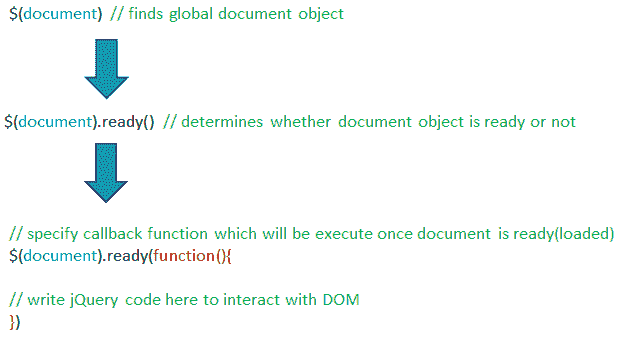 $(document) // finds global document object
$(document).ready() // determines whether document object is ready or not
// specify callback function which will be execute once document is ready(loaded)
$(document).ready(function(){
// write jQuery code here to interact with DOM
})